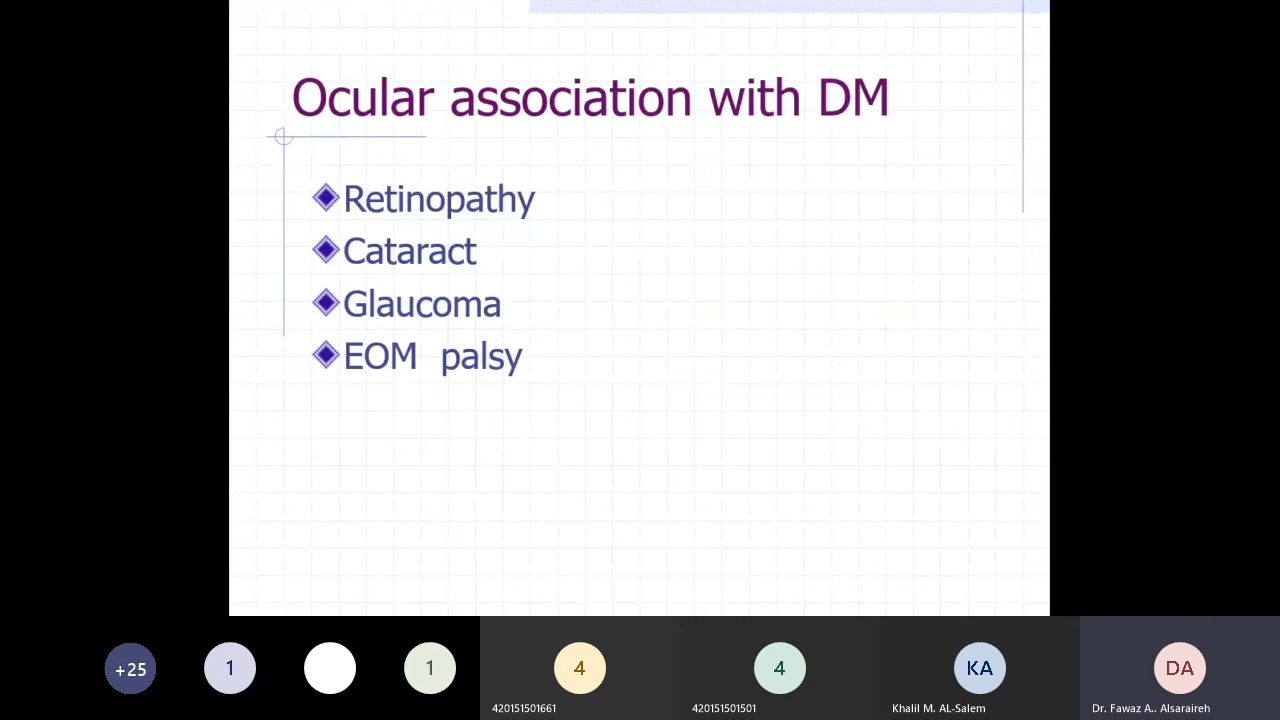 Ocular association with DM
Retinopathy
Cataract
Glaucoma
EOM palsy
+25
1
1
4
4
KA
DA
420151501661
420151501501
Khalil M. AL-Salem
Dr. Fawaz A.. Alsaraireh